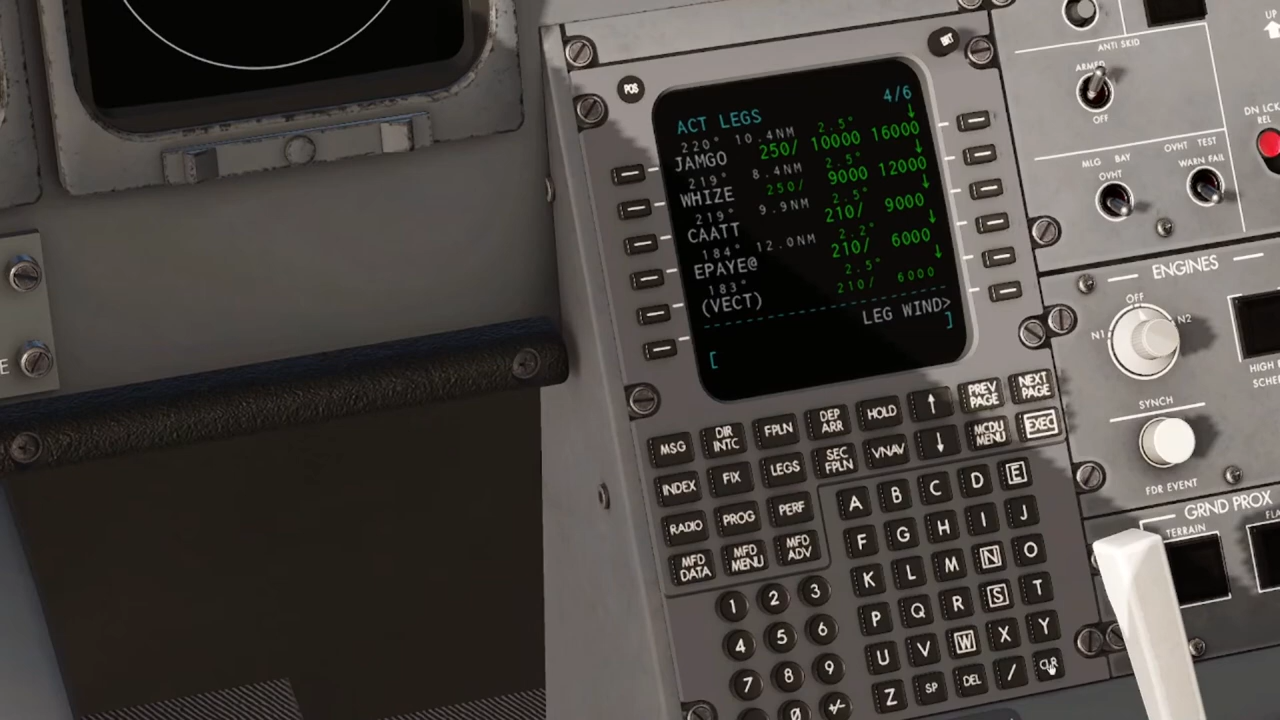 POS
BRT
ACT LEGS 4/6
220° 10.4NM 2.5° ↓
JAMGO 250/ 10000 16000
219° 8.4NM 2.5° ↓
WHIZE 250/ 9000 12000
219° 9.9NM 2.5° ↓
CAATT 210/ 9000
184° 12.0NM 2.2° ↓
EPAYE@ 210/ 6000
183° 2.5° ↓
(VECT) 210/ 6000
LEG WIND>
[ ]
MSG DIR INTC FPLN DEP ARR HOLD ↑ PREV PAGE NEXT PAGE
INDEX FIX LEGS SEC FPLN VNAV ↓ MCDU MENU EXEC
RADIO PROG PERF
MFD DATA MFD MENU MFD ADV
A B C D E
F G H I J
K L M N O
P Q R S T
U V W X Y
Z SP DEL / CLR
1 2 3
4 5 6
7 8 9
0 +/-
ANTI SKID
ARMED
OFF
UP
DN LCK
REL
MLG BAY
OVHT
OVHT TEST
WARN FAIL
ENGINES
OFF
N1 N2
HIGH
SYNCH
FDR EVENT
GRND PROX
TERRAIN
E